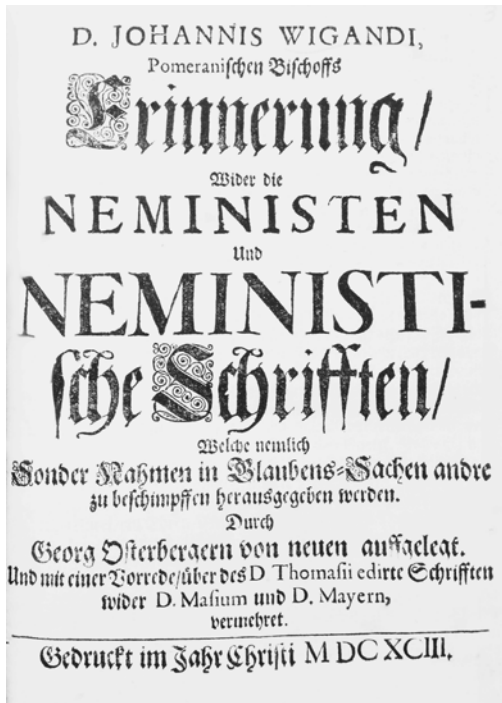 D. JOHANNIS WIGANDI,
Pomeranischen Bischoffs
Erinnerung/
Wider die
NEMINISTEN
Und
NEMINISTI-
sche Schrifften/
Welche nemlich
Sonder Nahmen in Glaubens-Sachen andre
zu beschimpffen herausgegeben werden.
Durch
Georg Osterbergern von neuen auffgelegt.
Und mit einer Vorrede/über des D Thomasii edirte Schrifften
wider D. Masium und D. Mayern,
vermehret.
Gedruckt im Jahr Christi M DC XCIII.